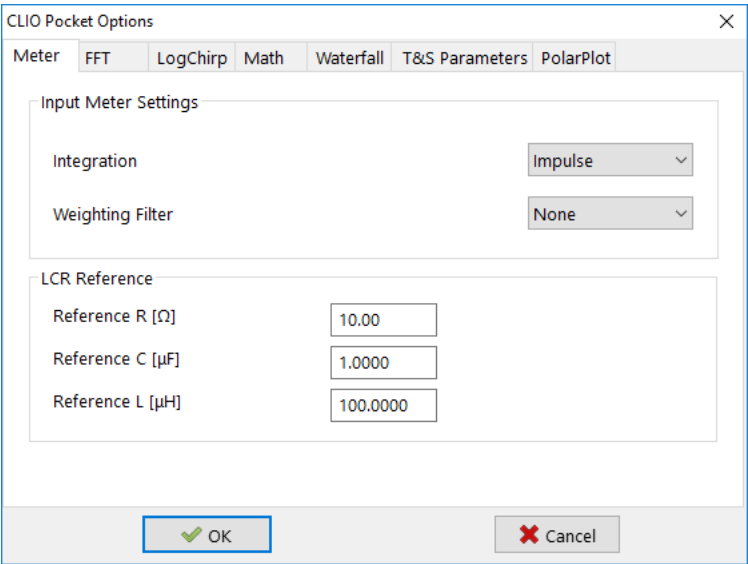 CLIO Pocket Options
Meter FFT LogChirp Math Waterfall T&S Parameters PolarPlot
Input Meter Settings
Integration Impulse
Weighting Filter None
LCR Reference
Reference R [Ω] 10.00
Reference C [µF] 1.0000
Reference L [µH] 100.0000
OK Cancel